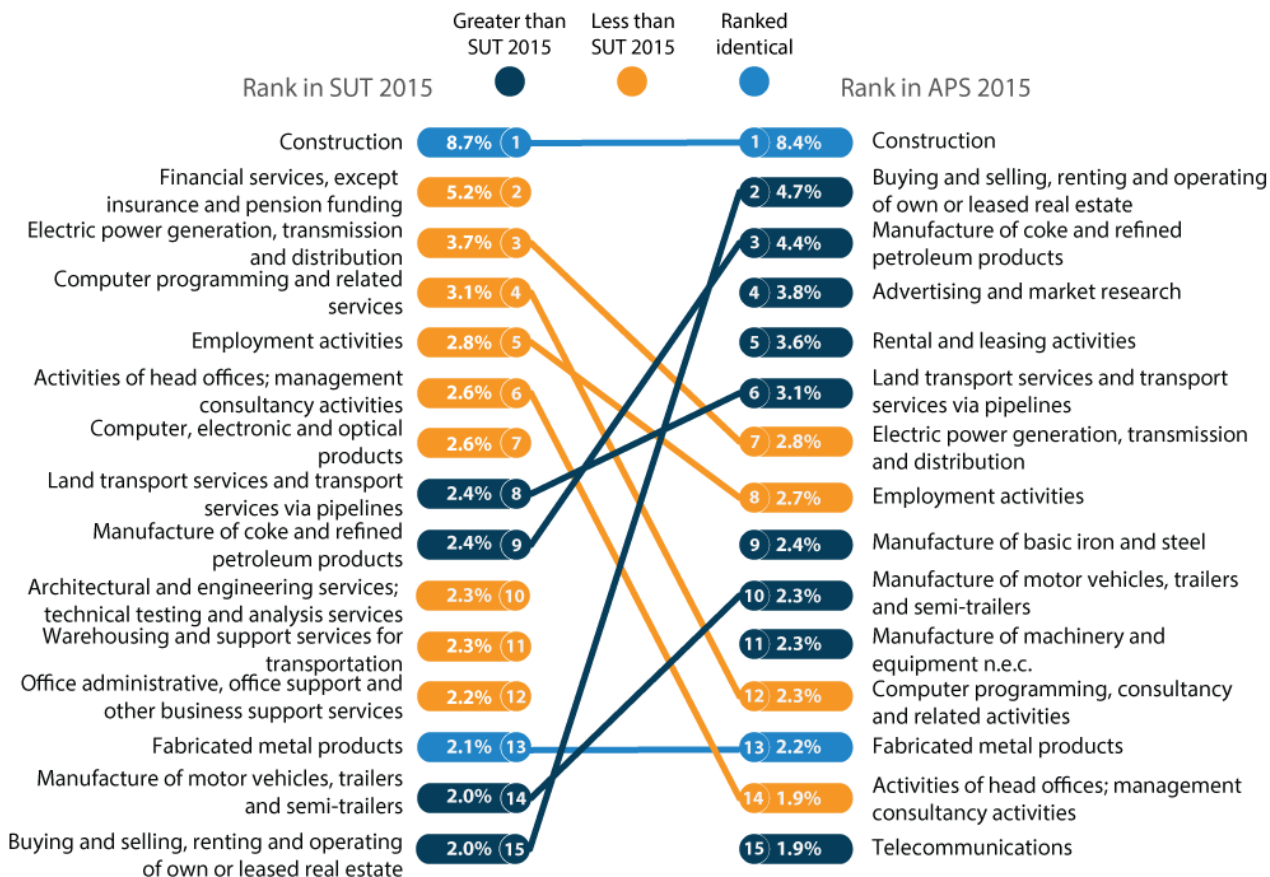 Greater than
SUT 2015
Less than
SUT 2015
Ranked
identical
Rank in SUT 2015
Rank in APS 2015
Construction
8.7% 1
1 8.4%
Construction
Financial services, except
insurance and pension funding
5.2% 2
2 4.7%
Buying and selling, renting and operating
of own or leased real estate
Electric power generation, transmission
and distribution
3.7% 3
3 4.4%
Manufacture of coke and refined
petroleum products
Computer programming and related
services
3.1% 4
4 3.8%
Advertising and market research
Employment activities
2.8% 5
5 3.6%
Rental and leasing activities
Activities of head offices; management
consultancy activities
2.6% 6
6 3.1%
Land transport services and transport
services via pipelines
Computer, electronic and optical
products
2.6% 7
7 2.8%
Electric power generation, transmission
and distribution
Land transport services and transport
services via pipelines
2.4% 8
8 2.7%
Employment activities
Manufacture of coke and refined
petroleum products
2.4% 9
9 2.4%
Manufacture of basic iron and steel
Architectural and engineering services;
technical testing and analysis services
2.3% 10
10 2.3%
Manufacture of motor vehicles, trailers
and semi-trailers
Warehousing and support services for
transportation
2.3% 11
11 2.3%
Manufacture of machinery and
equipment n.e.c.
Office administrative, office support and
other business support services
2.2% 12
12 2.3%
Computer programming, consultancy
and related activities
Fabricated metal products
2.1% 13
13 2.2%
Fabricated metal products
Manufacture of motor vehicles, trailers
and semi-trailers
2.0% 14
14 1.9%
Activities of head offices; management
consultancy activities
Buying and selling, renting and operating
of own or leased real estate
2.0% 15
15 1.9%
Telecommunications